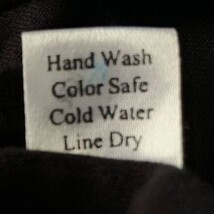 Hand Wash
Color Safe
Cold Water
Line Dry